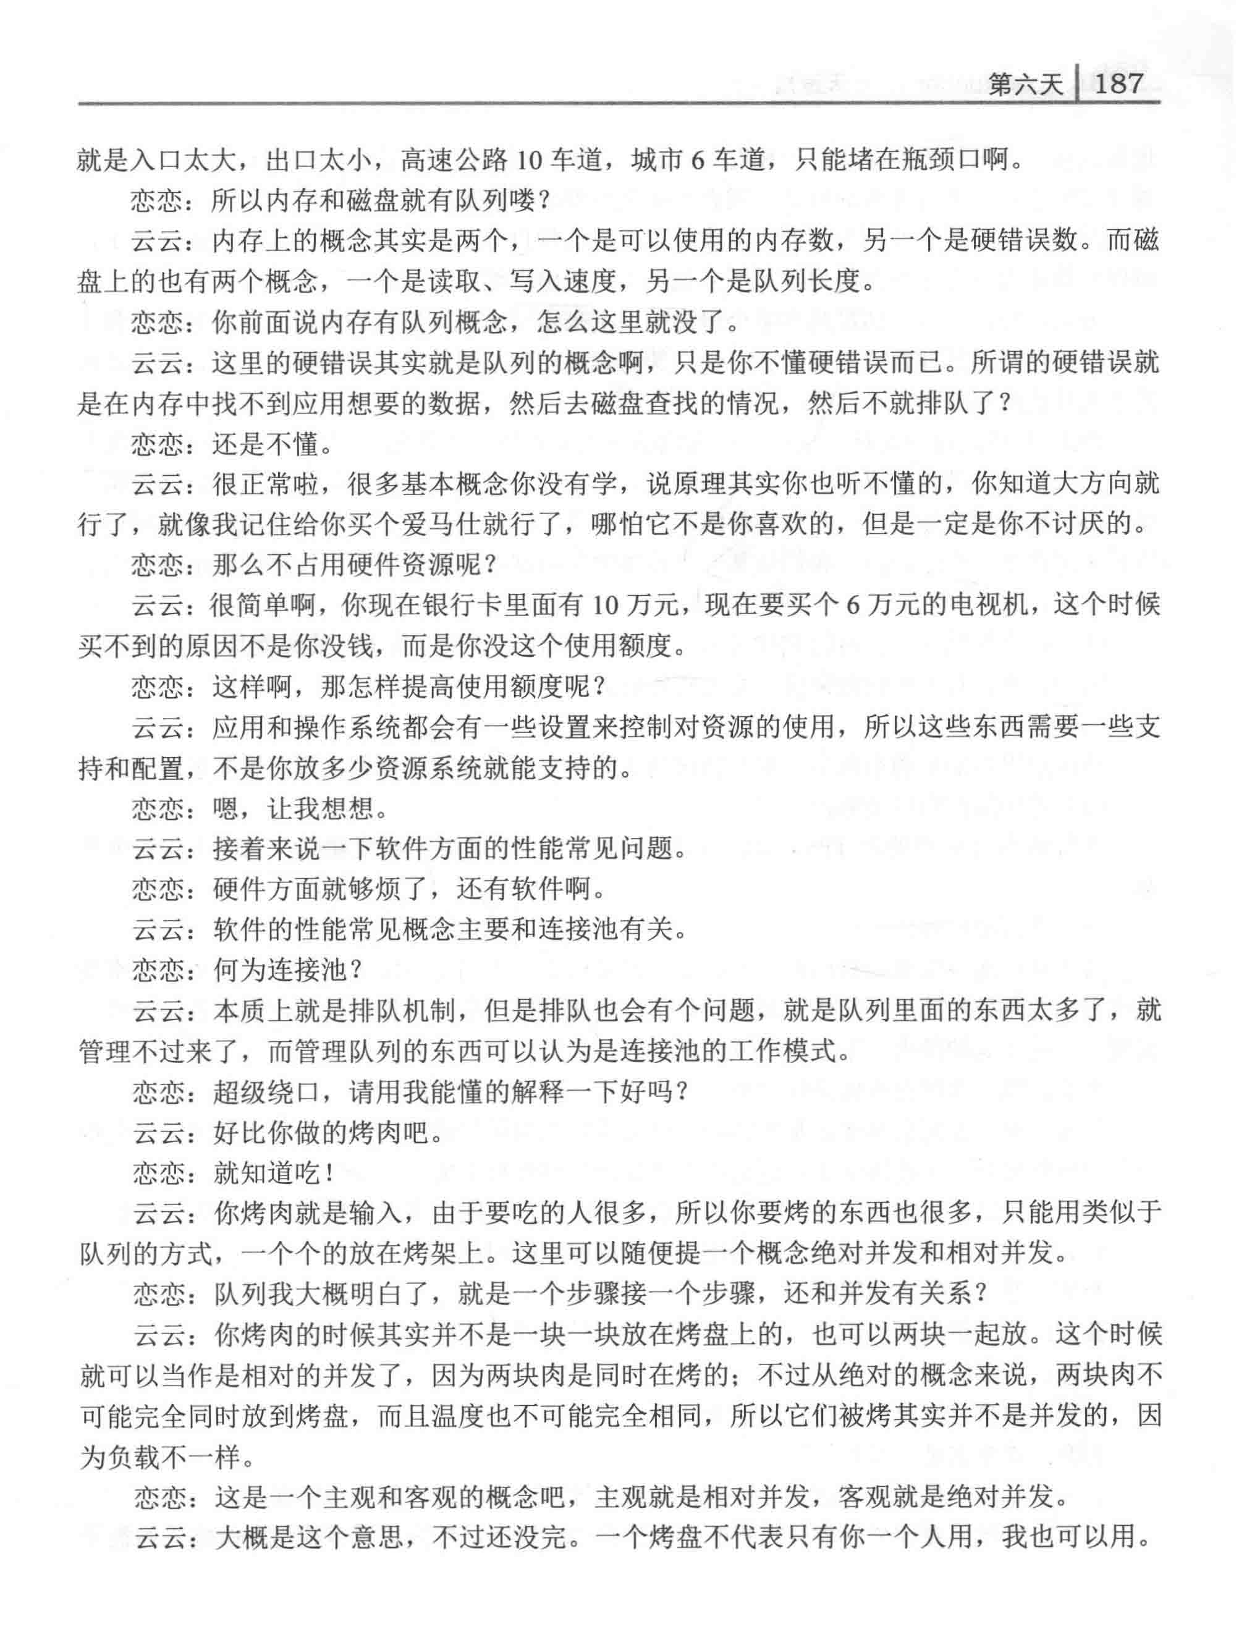 第六天 187
就是入口太大，出口太小，高速公路 10 车道，城市 6 车道，只能堵在瓶颈口啊。
恋恋：所以内存和磁盘就有队列喽？
云云：内存上的概念其实是两个，一个是可以使用的内存数，另一个是硬错误数。而磁
盘上的也有两个概念，一个是读取、写入速度，另一个是队列长度。
恋恋：你前面说内存有队列概念，怎么这里就没了。
云云：这里的硬错误其实就是队列的概念啊，只是你不懂硬错误而已。所谓的硬错误就
是在内存中找不到应用想要的数据，然后去磁盘查找的情况，然后不就排队了？
恋恋：还是不懂。
云云：很正常啦，很多基本概念你没有学，说原理其实你也听不懂的，你知道大方向就
行了，就像我记住给你买个爱马仕就行了，哪怕它不是你喜欢的，但是一定是你不讨厌的。
恋恋：那么不占用硬件资源呢？
云云：很简单啊，你现在银行卡里面有 10 万元，现在要买个 6 万元的电视机，这个时候
买不到的原因不是你没钱，而是你没这个使用额度。
恋恋：这样啊，那怎样提高使用额度呢？
云云：应用和操作系统都会有一些设置来控制对资源的使用，所以这些东西需要一些支
持和配置，不是你放多少资源系统就能支持的。
恋恋：嗯，让我想想。
云云：接着来说一下软件方面的性能常见问题。
恋恋：硬件方面就够烦了，还有软件啊。
云云：软件的性能常见概念主要和连接池有关。
恋恋：何为连接池？
云云：本质上就是排队机制，但是排队也会有个问题，就是队列里面的东西太多了，就
管理不过来了，而管理队列的东西可以认为是连接池的工作模式。
恋恋：超级绕口，请用我能懂的解释一下好吗？
云云：好比你做的烤肉吧。
恋恋：就知道吃！
云云：你烤肉就是输入，由于要吃的人很多，所以你要烤的东西也很多，只能用类似于
队列的方式，一个个的放在烤架上。这里可以随便提一个概念绝对并发和相对并发。
恋恋：队列我大概明白了，就是一个步骤接一个步骤，还和并发有关系？
云云：你烤肉的时候其实并不是一块一块放在烤盘上的，也可以两块一起放。这个时候
就可以当作是相对的并发了，因为两块肉是同时在烤的；不过从绝对的概念来说，两块肉不
可能完全同时放到烤盘，而且温度也不可能完全相同，所以它们被烤其实并不是并发的，因
为负载不一样。
恋恋：这是一个主观和客观的概念吧，主观就是相对并发，客观就是绝对并发。
云云：大概是这个意思，不过还没完。一个烤盘不代表只有你一个人用，我也可以用。